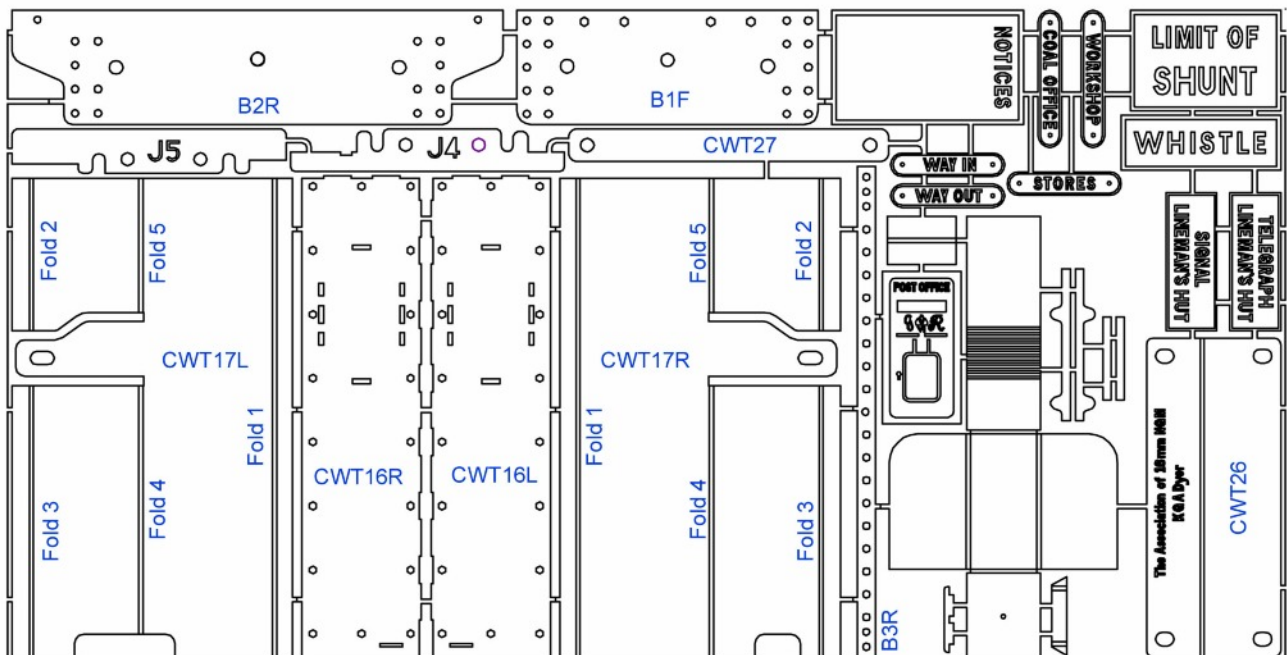 B2R
B1F
NOTICES
COAL OFFICE
WORKSHOP
LIMIT OF
SHUNT
WHISTLE
J5
J4
CWT27
WAY IN
WAY OUT
STORES
Fold 2
Fold 5
Fold 5
Fold 2
SIGNAL
LINEMAN'S HUT
TELEGRAPH
LINEMAN'S HUT
POST OFFICE
G R
CWT17L
CWT17R
Fold 1
Fold 1
CWT16R
CWT16L
Fold 3
Fold 4
Fold 4
Fold 3
The Association of 16mm NGM
K G A Dyer
CWT26
B3R